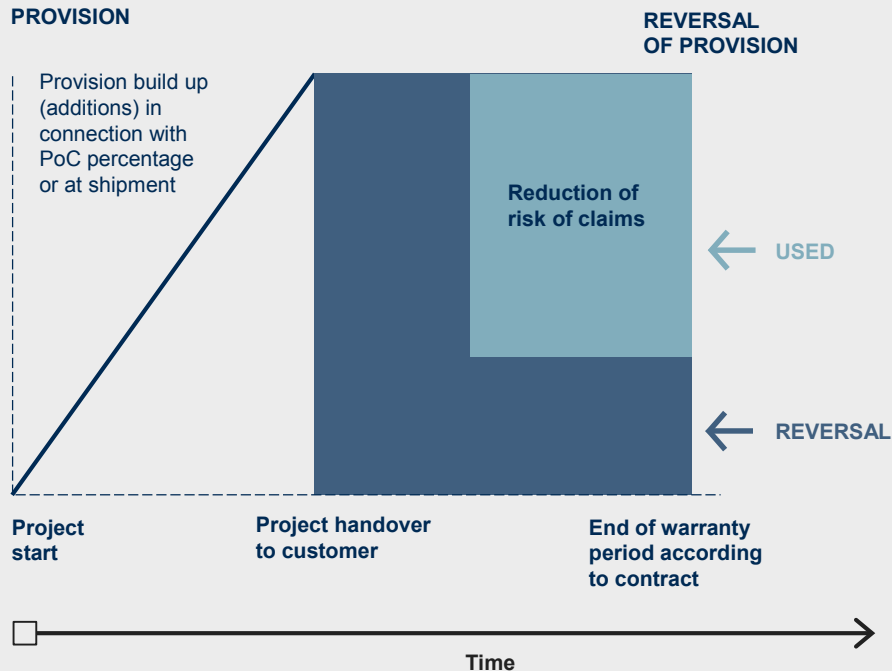 PROVISION
REVERSAL
OF PROVISION
Provision build up
(additions) in
connection with
PoC percentage
or at shipment
Reduction of
risk of claims
USED
REVERSAL
Project
start
Project handover
to customer
End of warranty
period according
to contract
Time